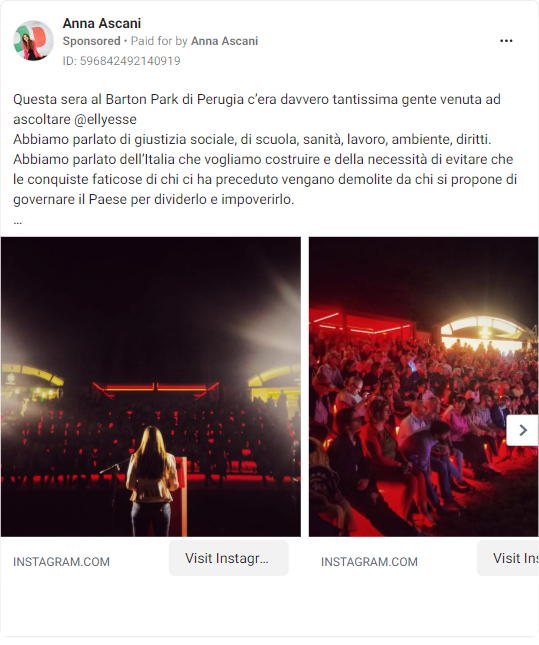 Anna Ascani
Sponsored • Paid for by Anna Ascani
ID: 596842492140919
Questa sera al Barton Park di Perugia c’era davvero tantissima gente venuta ad
ascoltare @ellyesse
Abbiamo parlato di giustizia sociale, di scuola, sanità, lavoro, ambiente, diritti.
Abbiamo parlato dell’Italia che vogliamo costruire e della necessità di evitare che
le conquiste faticose di chi ci ha preceduto vengano demolite da chi si propone di
governare il Paese per dividerlo e impoverirlo.
...
INSTAGRAM.COM Visit Instagr... INSTAGRAM.COM Visit Ins